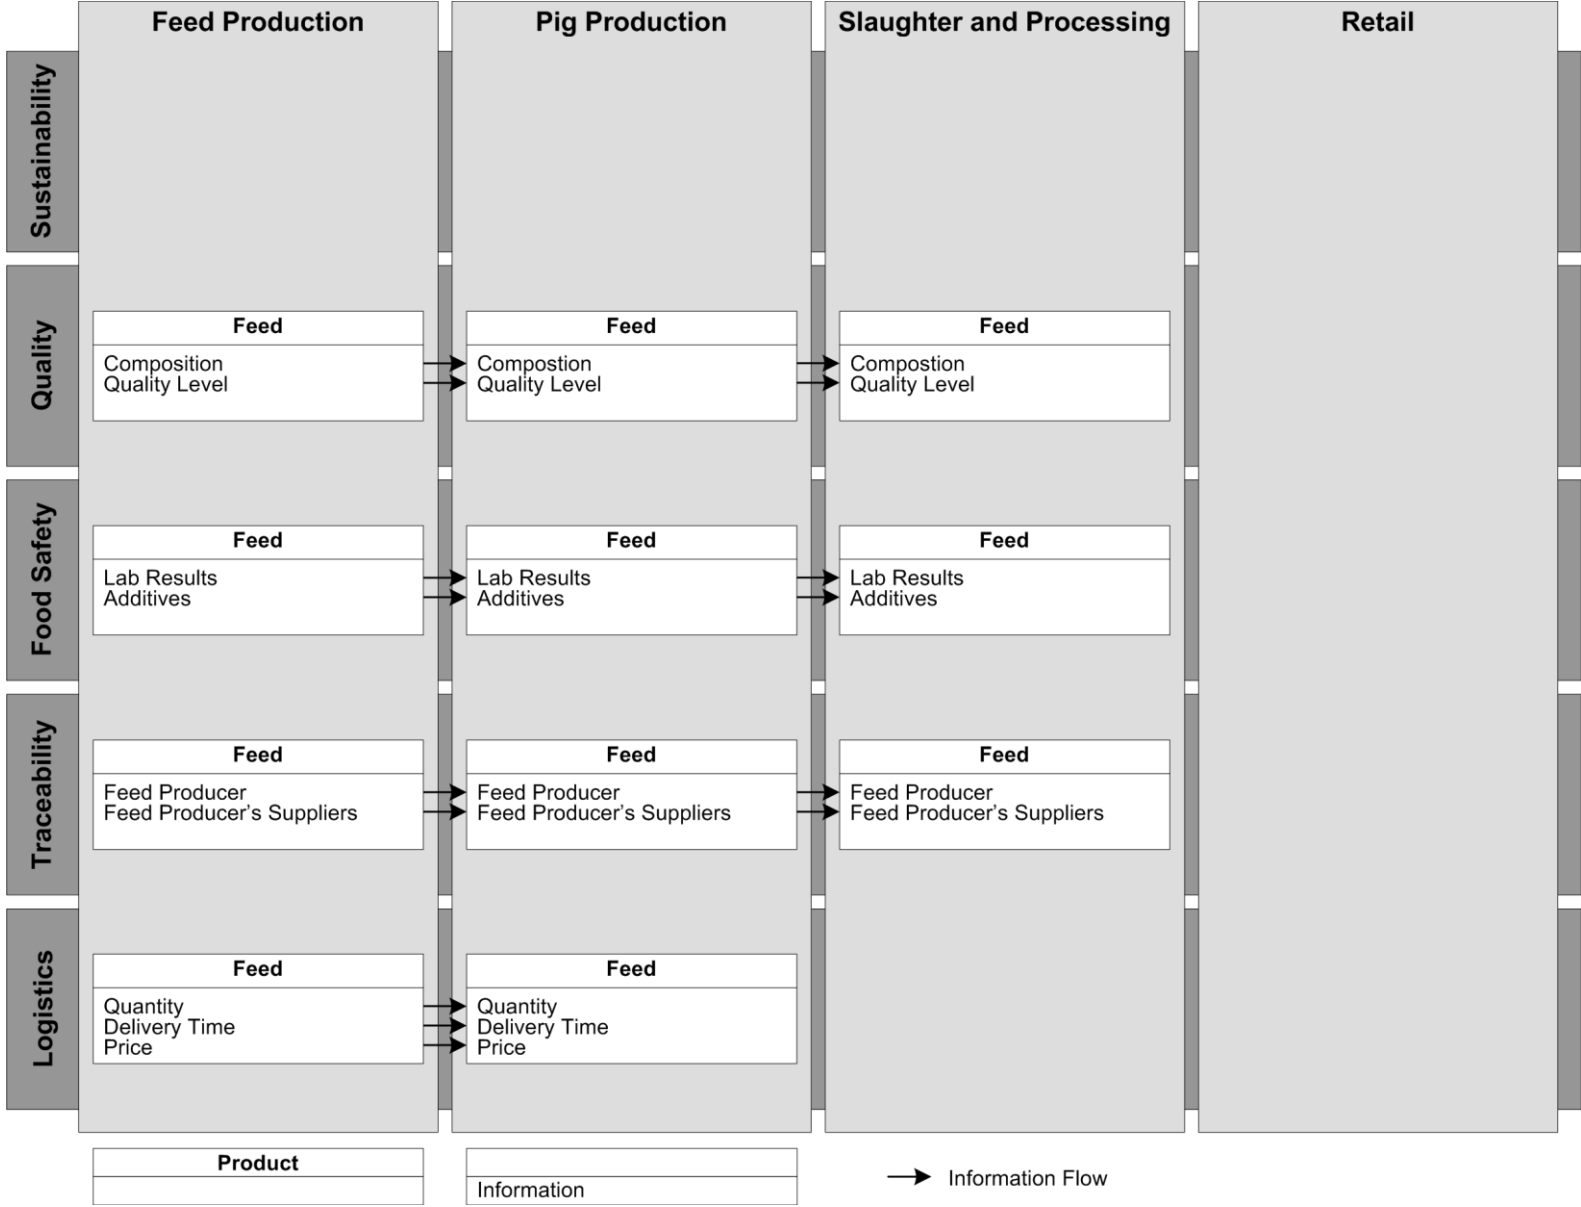 Feed Production
Pig Production
Slaughter and Processing
Retail
Sustainability
Quality
Feed
Composition
Quality Level
Feed
Compostion
Quality Level
Feed
Compostion
Quality Level
Food Safety
Feed
Lab Results
Additives
Feed
Lab Results
Additives
Feed
Lab Results
Additives
Traceability
Feed
Feed Producer
Feed Producer’s Suppliers
Feed
Feed Producer
Feed Producer’s Suppliers
Feed
Feed Producer
Feed Producer’s Suppliers
Logistics
Feed
Quantity
Delivery Time
Price
Feed
Quantity
Delivery Time
Price
Product
Information
Information Flow